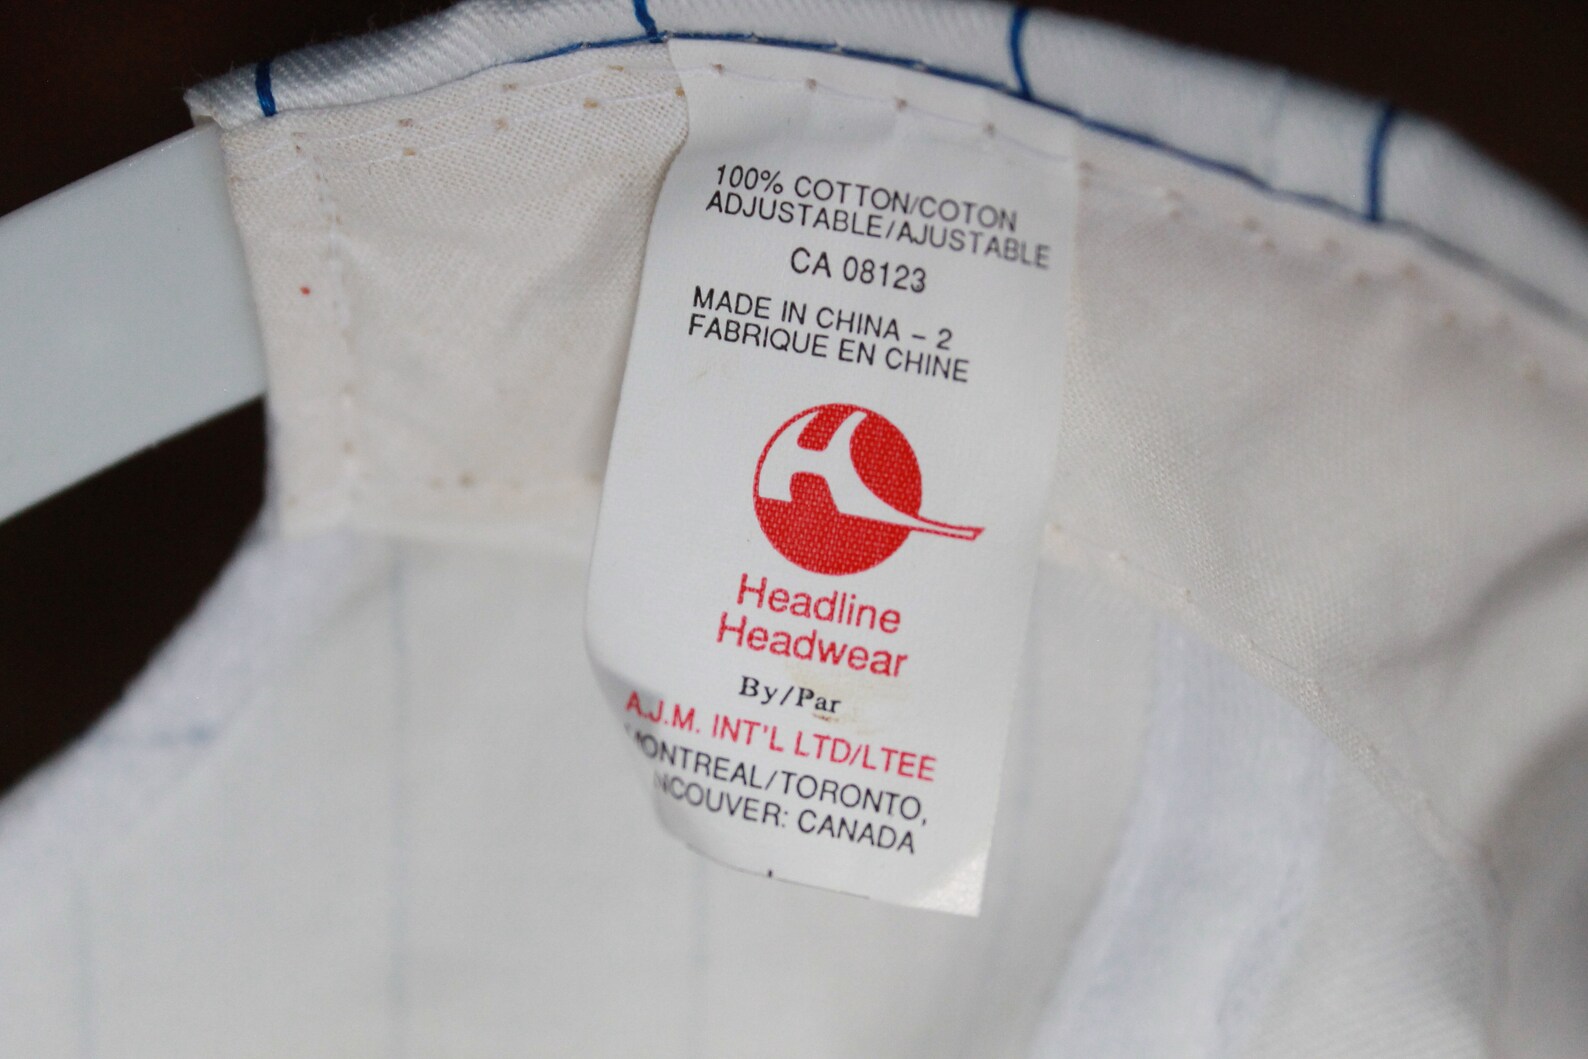 100% COTTON/COTON
ADJUSTABLE/AJUSTABLE
CA 08123
MADE IN CHINA – 2
FABRIQUE EN CHINE
Headline
Headwear
By/Par
A.J.M. INT'L LTD/LTEE
MONTREAL/TORONTO,
NCOUVER: CANADA